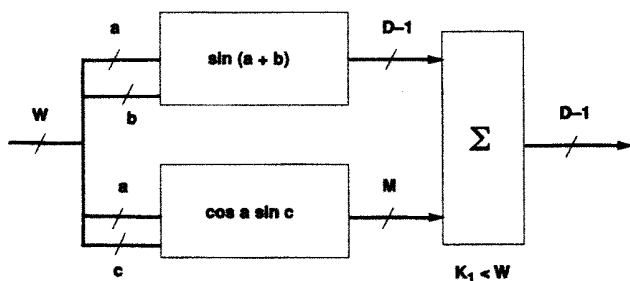 a
sin (a + b)
D–1
b
W
Σ
D–1
a
cos a sin c
M
c
K₁ < W